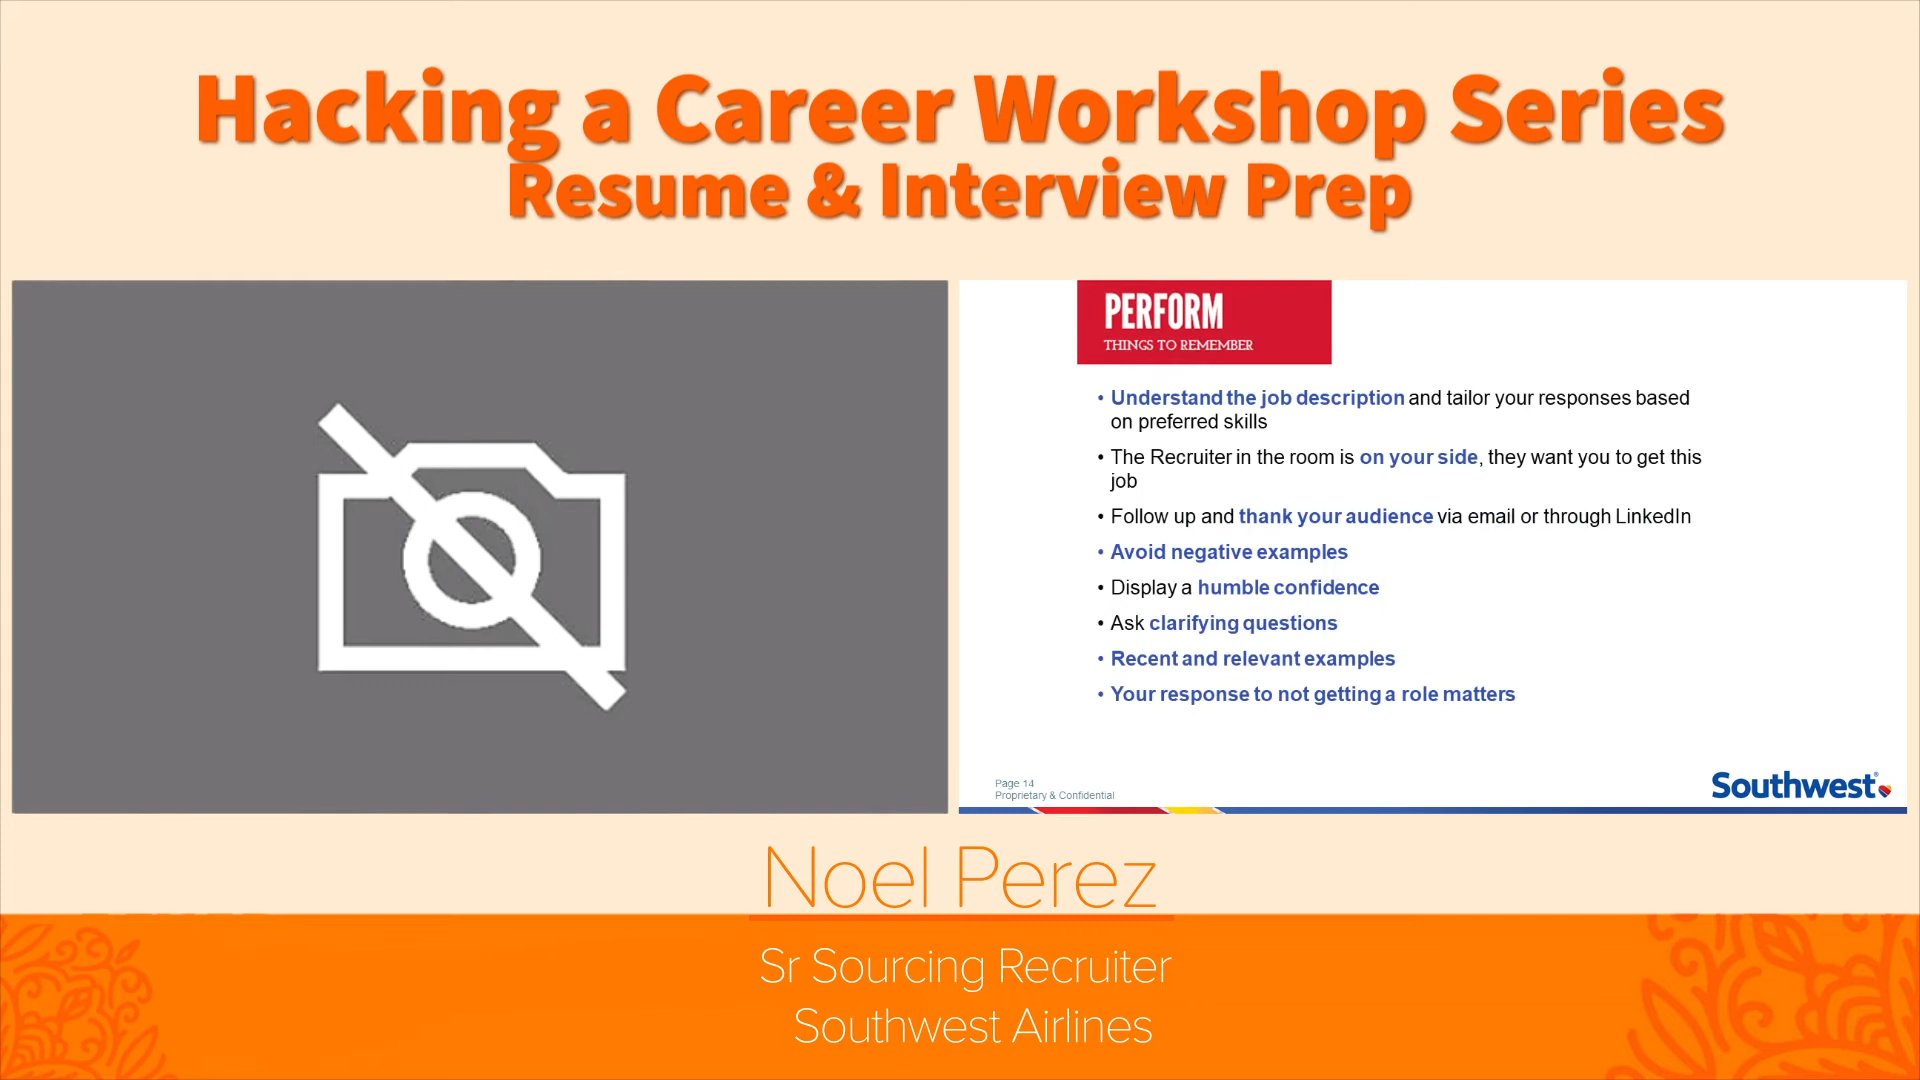 Hacking a Career Workshop Series
Resume & Interview Prep
PERFORM
THINGS TO REMEMBER
• Understand the job description and tailor your responses based
on preferred skills
• The Recruiter in the room is on your side, they want you to get this
job
• Follow up and thank your audience via email or through LinkedIn
• Avoid negative examples
• Display a humble confidence
• Ask clarifying questions
• Recent and relevant examples
• Your response to not getting a role matters
Page 14
Proprietary & Confidential
Southwest®
Noel Perez
Sr Sourcing Recruiter
Southwest Airlines